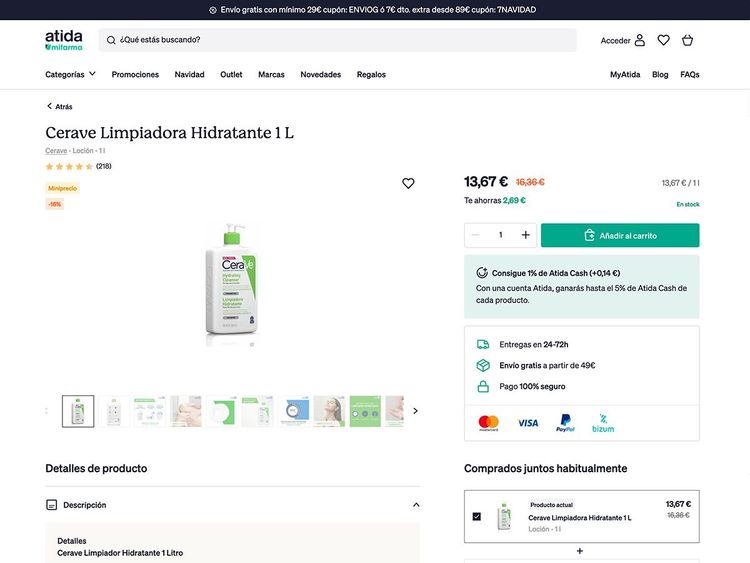 Envío gratis con mínimo 29€ cupón: ENVIOG ó 7€ dto. extra desde 89€ cupón: 7NAVIDAD
atida
mifarma
¿Qué estás buscando?
Acceder
Categorías
Promociones
Navidad
Outlet
Marcas
Novedades
Regalos
MyAtida
Blog
FAQs
Atrás
Cerave Limpiadora Hidratante 1 L
Cerave - Loción - 1 l
(218)
Miniprecio
-16%
CeraVe
Hydrating
Cleanser
Limpiadora
Hidratante
13,67 € 16,36 €
13,67 € / 1 l
Te ahorras 2,69 €
En stock
1
Añadir al carrito
Consigue 1% de Atida Cash (+0,14 €)
Con una cuenta Atida, ganarás hasta el 5% de Atida Cash de
cada producto.
Entregas en 24-72h
Envío gratis a partir de 49€
Pago 100% seguro
mastercard
VISA
PayPal
bizum
Detalles de producto
Descripción
Detalles
Cerave Limpiador Hidratante 1 Litro
Comprados juntos habitualmente
Producto actual
Cerave Limpiadora Hidratante 1 L
Loción - 1 l
13,67 €
16,36 €
+